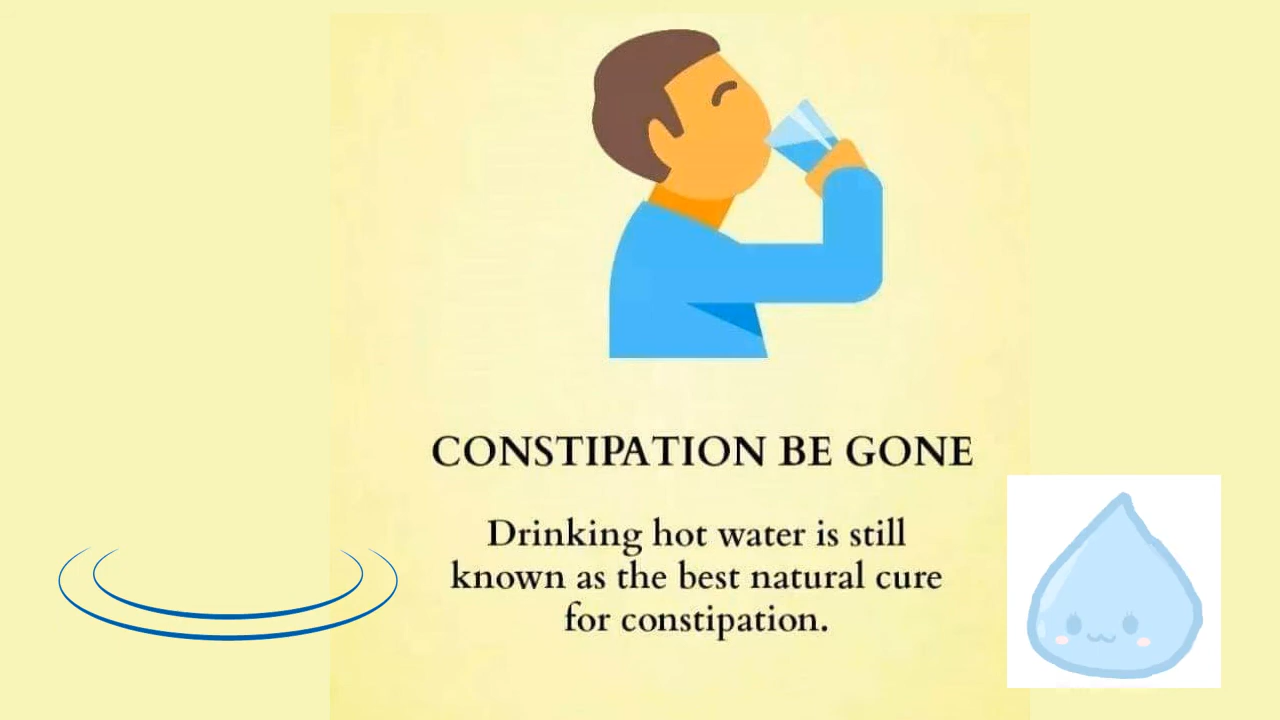 CONSTIPATION BE GONE
Drinking hot water is still
known as the best natural cure
for constipation.